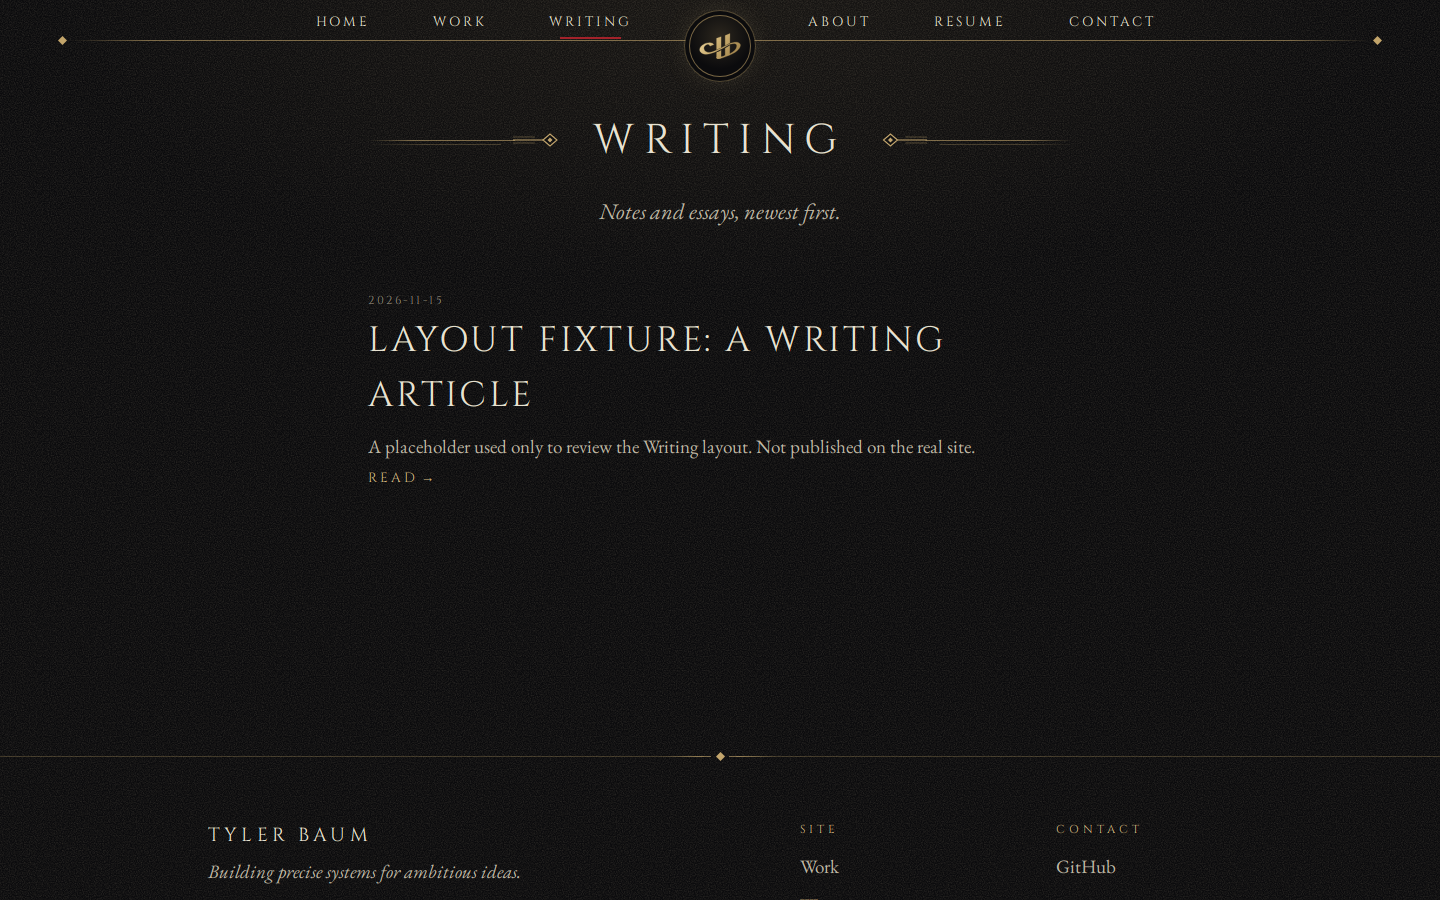 HOME WORK WRITING ABOUT RESUME CONTACT
WRITING
Notes and essays, newest first.
2026-11-15
LAYOUT FIXTURE: A WRITING
ARTICLE
A placeholder used only to review the Writing layout. Not published on the real site.
READ →
TYLER BAUM
Building precise systems for ambitious ideas.
SITE
Work
CONTACT
GitHub